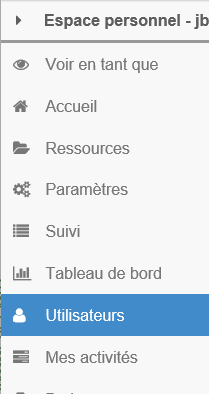 Espace personnel - jb
Voir en tant que
Accueil
Ressources
Paramètres
Suivi
Tableau de bord
Utilisateurs
Mes activités